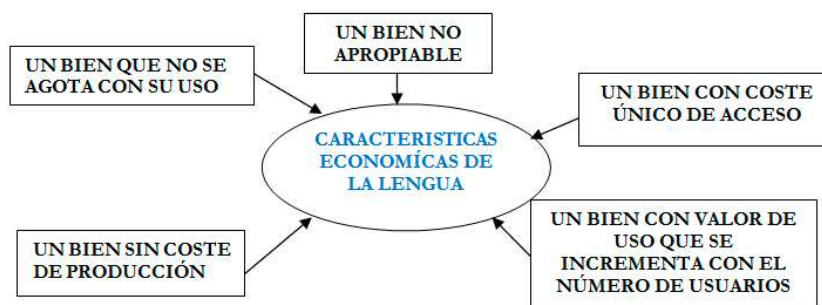 UN BIEN NO
APROPIABLE
UN BIEN QUE NO SE
AGOTA CON SU USO
UN BIEN CON COSTE
ÚNICO DE ACCESO
CARACTERISTICAS
ECONOMÍCAS DE
LA LENGUA
UN BIEN SIN COSTE
DE PRODUCCIÓN
UN BIEN CON VALOR DE
USO QUE SE
INCREMENTA CON EL
NÚMERO DE USUARIOS